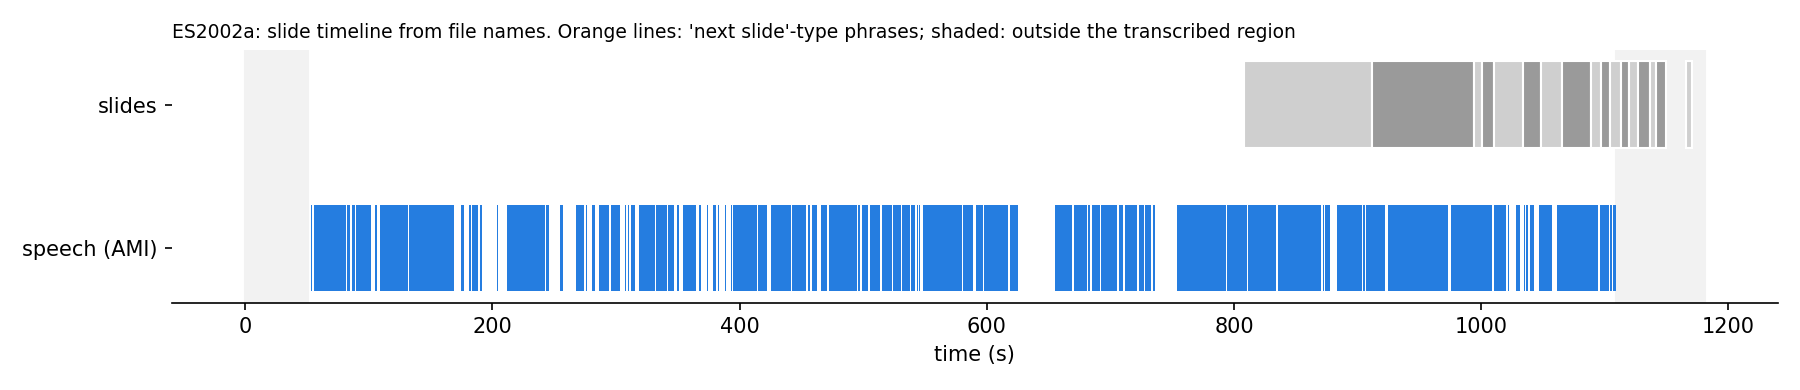 ES2002a: slide timeline from file names. Orange lines: 'next slide'-type phrases; shaded: outside the transcribed region
slides
speech (AMI)
0 200 400 600 800 1000 1200
time (s)